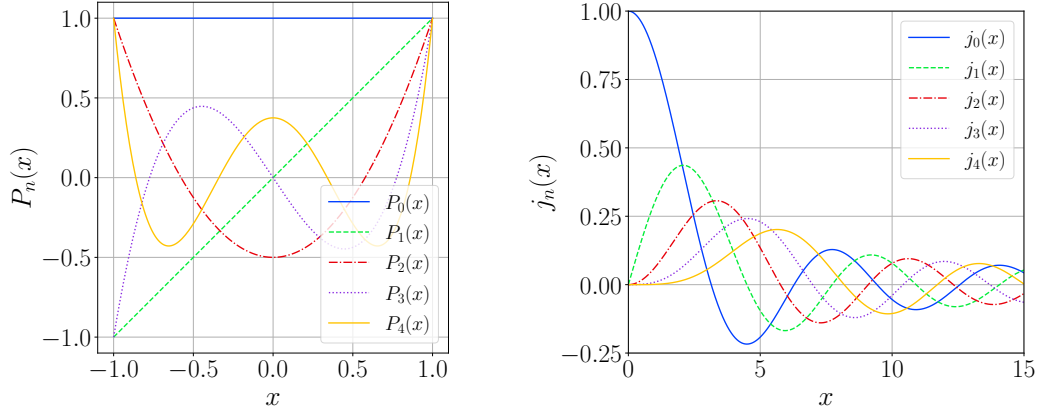 1.0
0.5
0.0
−0.5
−1.0
P_n(x)
P_0(x)
P_1(x)
P_2(x)
P_3(x)
P_4(x)
−1.0 −0.5 0.0 0.5 1.0
x
1.00
0.75
0.50
0.25
0.00
−0.25
j_n(x)
j_0(x)
j_1(x)
j_2(x)
j_3(x)
j_4(x)
0 5 10 15
x